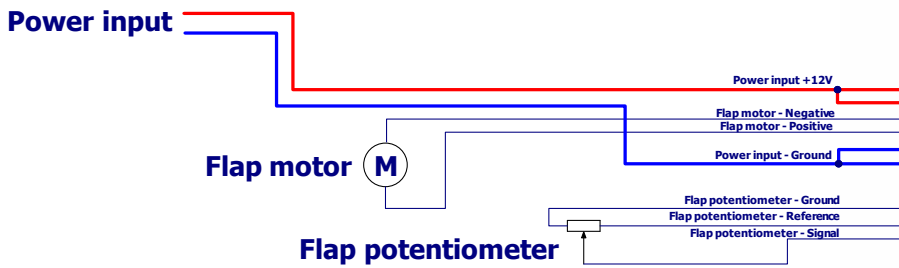 Power input
Power input +12V
Flap motor - Negative
Flap motor - Positive
Flap motor
M
Power input - Ground
Flap potentiometer - Ground
Flap potentiometer - Reference
Flap potentiometer - Signal
Flap potentiometer